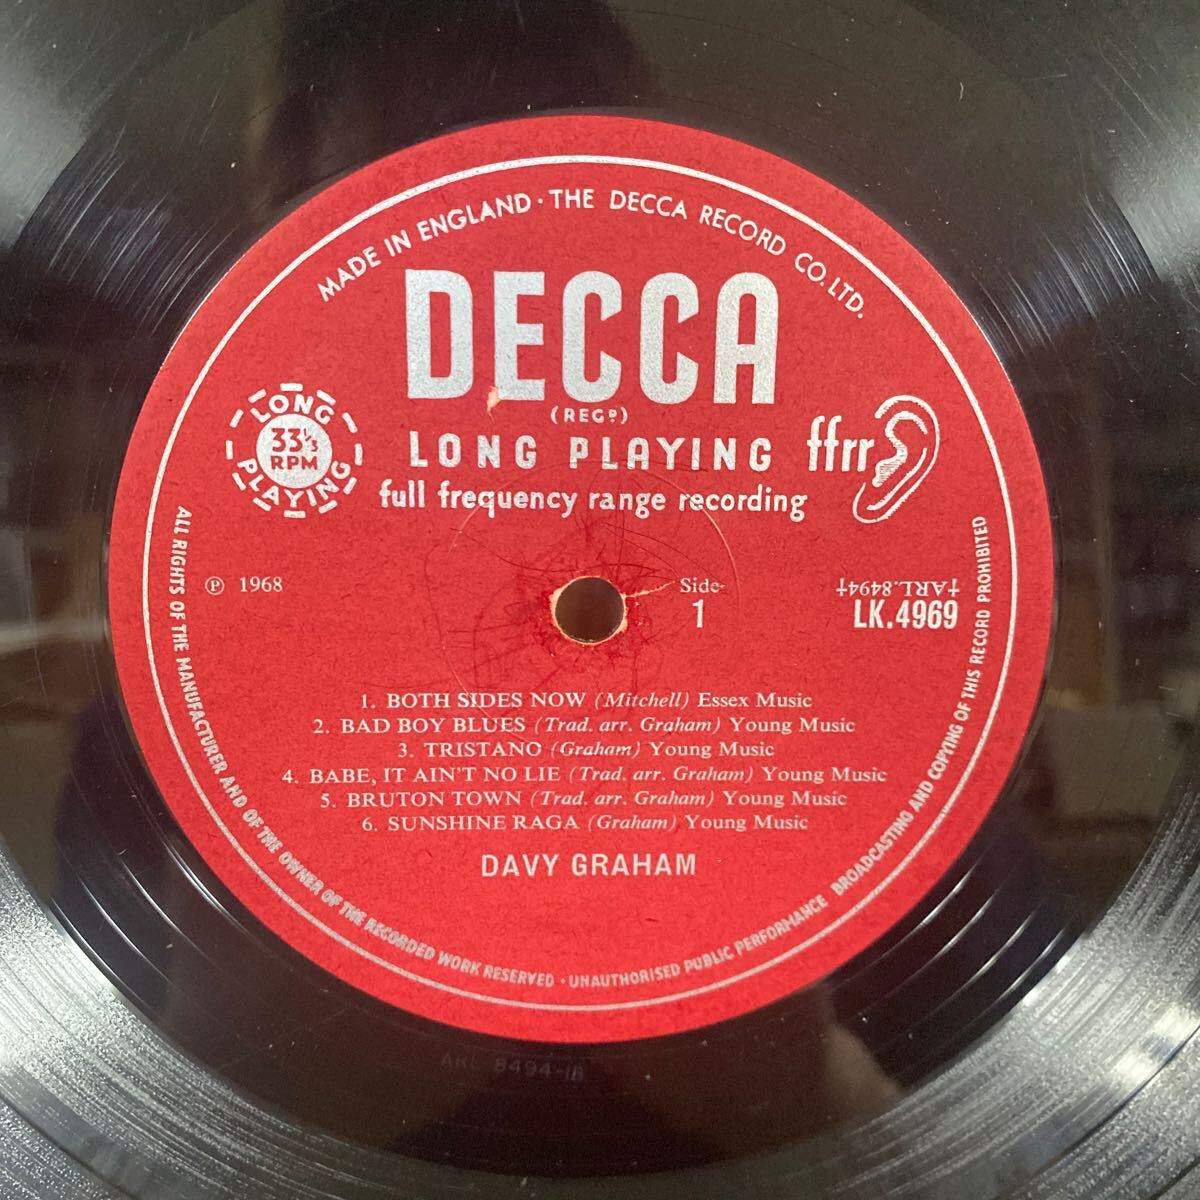 MADE IN ENGLAND · THE DECCA RECORD CO. LTD.
DECCA
(REGD)
LONG PLAYING
full frequency range recording
LONG
33 1/3
RPM
PLAYING
ffrr
℗ 1968
Side
1
†ARL.8494†
LK.4969
1. BOTH SIDES NOW (Mitchell) Essex Music
2. BAD BOY BLUES (Trad. arr. Graham) Young Music
3. TRISTANO (Graham) Young Music
4. BABE, IT AIN'T NO LIE (Trad. arr. Graham) Young Music
5. BRUTON TOWN (Trad. arr. Graham) Young Music
6. SUNSHINE RAGA (Graham) Young Music
DAVY GRAHAM
ALL RIGHTS OF THE MANUFACTURER AND OF THE OWNER OF THE RECORDED WORK RESERVED · UNAUTHORISED PUBLIC PERFORMANCE BROADCASTING AND COPYING OF THIS RECORD PROHIBITED
ARL-8494-1B